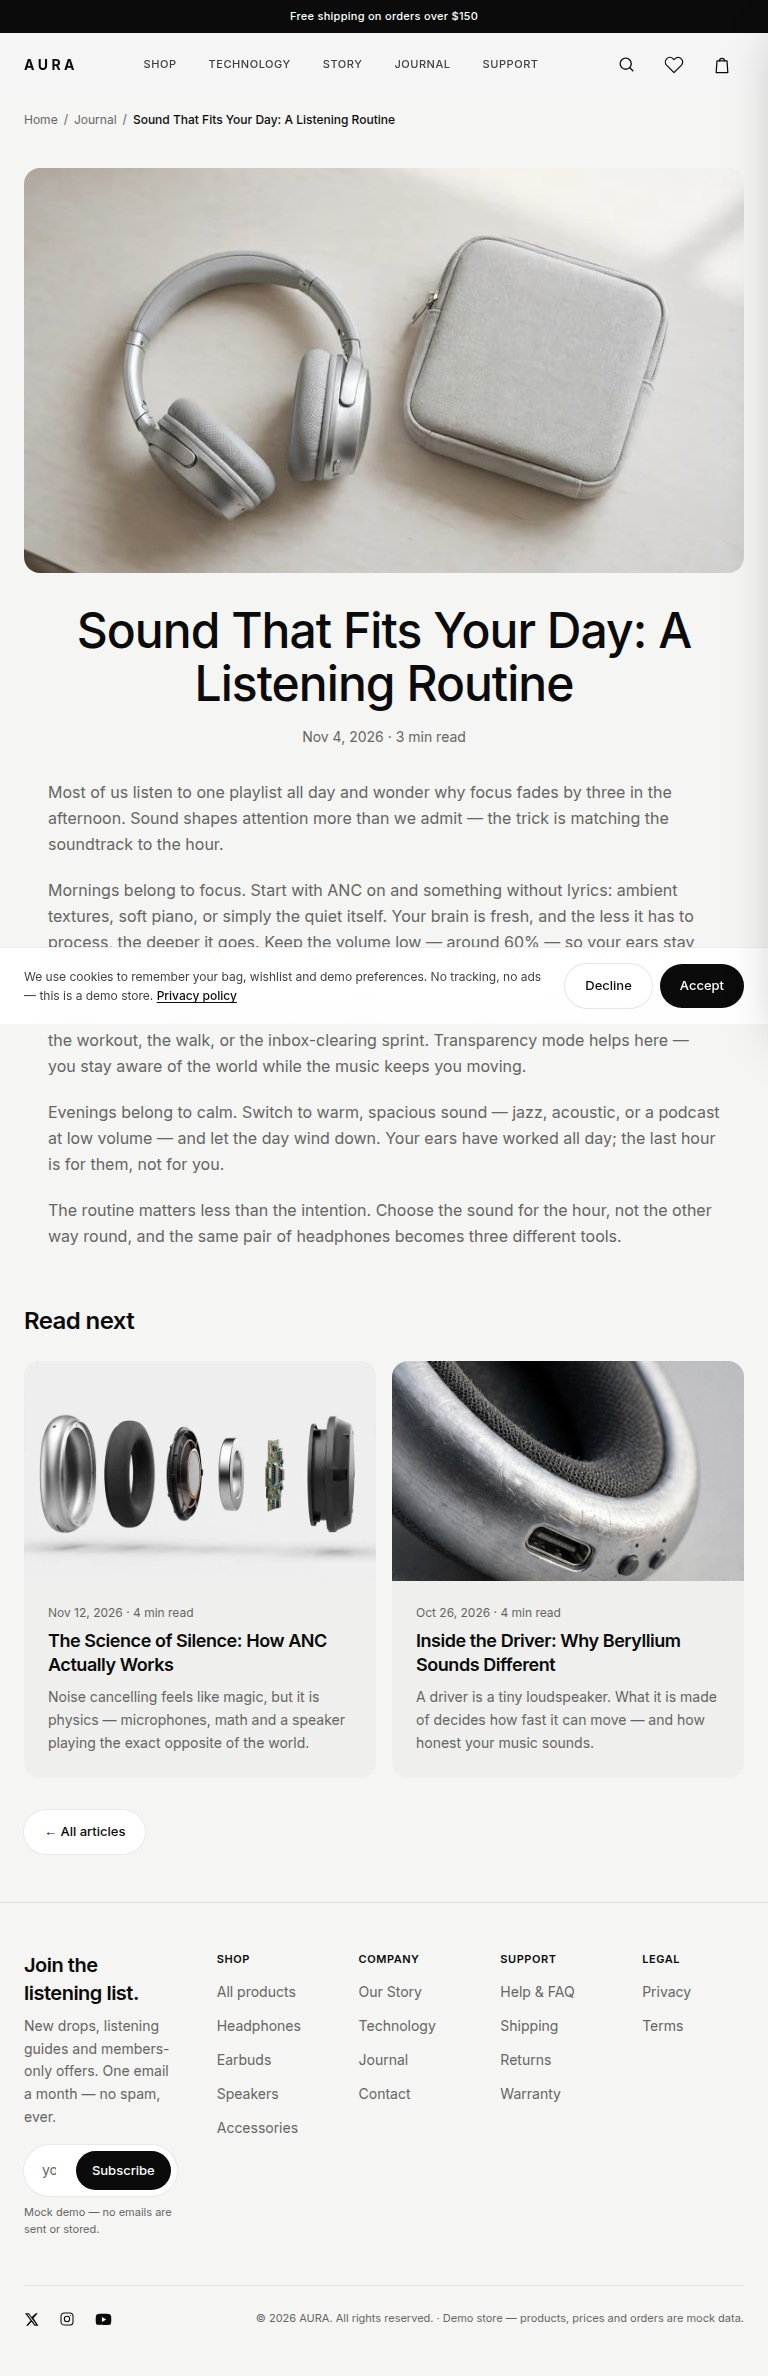 Free shipping on orders over $150
AURA
SHOP TECHNOLOGY STORY JOURNAL SUPPORT
Home / Journal / Sound That Fits Your Day: A Listening Routine
Sound That Fits Your Day: A
Listening Routine
Nov 4, 2026 · 3 min read
Most of us listen to one playlist all day and wonder why focus fades by three in the
afternoon. Sound shapes attention more than we admit — the trick is matching the
soundtrack to the hour.
Mornings belong to focus. Start with ANC on and something without lyrics: ambient
textures, soft piano, or simply the quiet itself. Your brain is fresh, and the less it has to
process, the deeper it goes. Keep the volume low — around 60% — so your ears stay
We use cookies to remember your bag, wishlist and demo preferences. No tracking, no ads
— this is a demo store. Privacy policy
Decline
Accept
the workout, the walk, or the inbox-clearing sprint. Transparency mode helps here —
you stay aware of the world while the music keeps you moving.
Evenings belong to calm. Switch to warm, spacious sound — jazz, acoustic, or a podcast
at low volume — and let the day wind down. Your ears have worked all day; the last hour
is for them, not for you.
The routine matters less than the intention. Choose the sound for the hour, not the other
way round, and the same pair of headphones becomes three different tools.
Read next
Nov 12, 2026 · 4 min read
The Science of Silence: How ANC
Actually Works
Noise cancelling feels like magic, but it is
physics — microphones, math and a speaker
playing the exact opposite of the world.
Oct 26, 2026 · 4 min read
Inside the Driver: Why Beryllium
Sounds Different
A driver is a tiny loudspeaker. What it is made
of decides how fast it can move — and how
honest your music sounds.
← All articles
Join the
listening list.
New drops, listening
guides and members-
only offers. One email
a month — no spam,
ever.
yo
Subscribe
Mock demo — no emails are
sent or stored.
SHOP
All products
Headphones
Earbuds
Speakers
Accessories
COMPANY
Our Story
Technology
Journal
Contact
SUPPORT
Help & FAQ
Shipping
Returns
Warranty
LEGAL
Privacy
Terms
© 2026 AURA. All rights reserved. · Demo store — products, prices and orders are mock data.